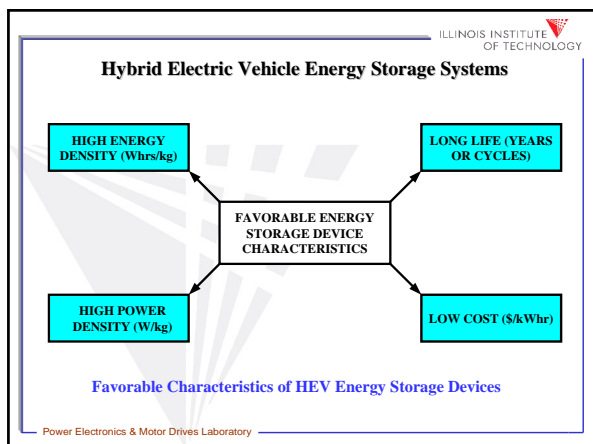 ILLINOIS INSTITUTE
OF TECHNOLOGY
Hybrid Electric Vehicle Energy Storage Systems
HIGH ENERGY
DENSITY (Whrs/kg)
LONG LIFE (YEARS
OR CYCLES)
FAVORABLE ENERGY
STORAGE DEVICE
CHARACTERISTICS
HIGH POWER
DENSITY (W/kg)
LOW COST ($/kWhr)
Favorable Characteristics of HEV Energy Storage Devices
Power Electronics & Motor Drives Laboratory